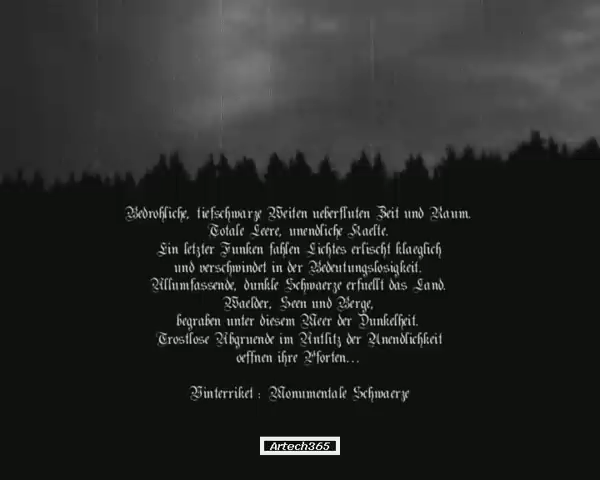 Bedrohliche, tiefschwarze Weiten ueberfluten Zeit und Raum.
Totale Leere, unendliche Kaelte.
Ein letzter Funken fahlen Lichtes erlischt klaeglich
und verschwindet in der Bedeutungslosigkeit.
Allumfassende, dunkle Schwaerze erfuellt das Land.
Waelder, Seen und Berge,
begraben unter diesem Meer der Dunkelheit.
Trostlose Abgruende im Antlitz der Unendlichkeit
oeffnen ihre Pforten...
Vinterriket : Monumentale Schwaerze
Artech365